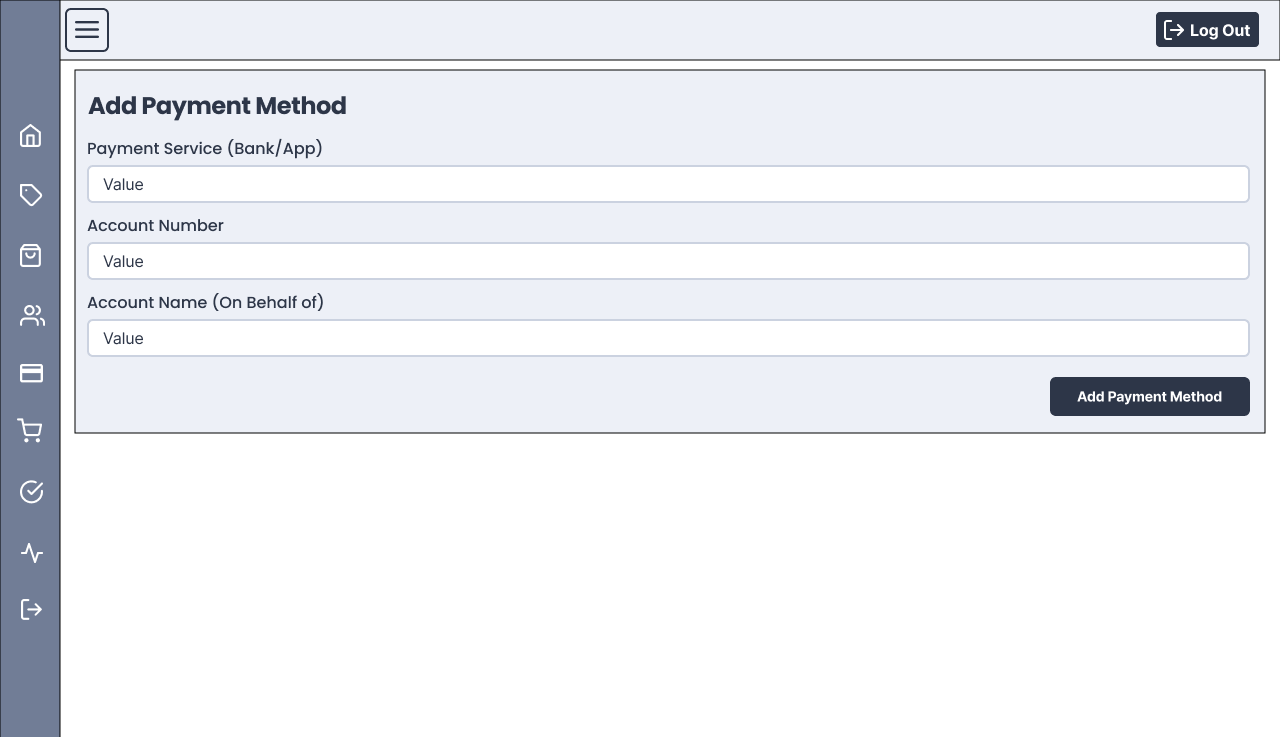 Log Out
Add Payment Method
Payment Service (Bank/App)
Value
Account Number
Value
Account Name (On Behalf of)
Value
Add Payment Method